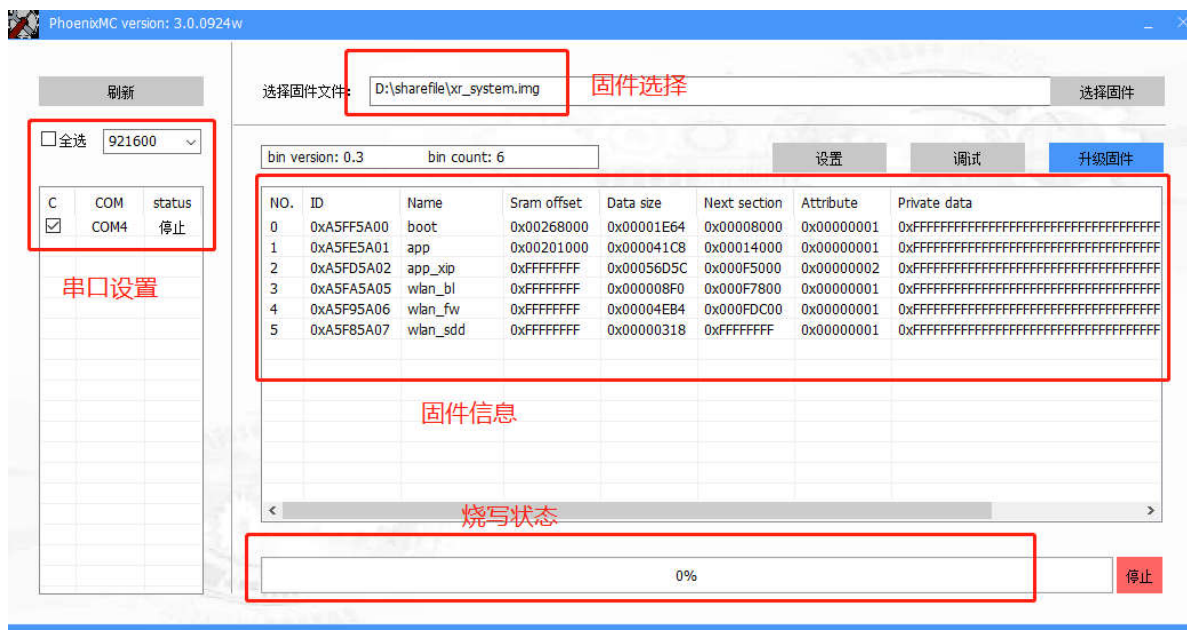 PhoenixMC version: 3.0.0924w
刷新
选择固件文件: D:\sharefile\xr_system.img 固件选择 选择固件
全选 921600
bin version: 0.3 bin count: 6 设置 调试 升级固件
C COM status
COM4 停止
串口设置
NO. ID Name Sram offset Data size Next section Attribute Private data
0 0xA5FF5A00 boot 0x00268000 0x00001E64 0x00008000 0x00000001 0xFFFFFFFFFFFFFFFFFFFFFFFFFFFFFFFFFFF
1 0xA5FE5A01 app 0x00201000 0x000041C8 0x00014000 0x00000001 0xFFFFFFFFFFFFFFFFFFFFFFFFFFFFFFFFFFF
2 0xA5FD5A02 app_xip 0xFFFFFFFF 0x00056D5C 0x000F5000 0x00000002 0xFFFFFFFFFFFFFFFFFFFFFFFFFFFFFFFFFFF
3 0xA5FA5A05 wlan_bl 0xFFFFFFFF 0x000008F0 0x000F7800 0x00000001 0xFFFFFFFFFFFFFFFFFFFFFFFFFFFFFFFFFFF
4 0xA5F95A06 wlan_fw 0xFFFFFFFF 0x00004EB4 0x000FDC00 0x00000001 0xFFFFFFFFFFFFFFFFFFFFFFFFFFFFFFFFFFF
5 0xA5F85A07 wlan_sdd 0xFFFFFFFF 0x00000318 0xFFFFFFFF 0x00000001 0xFFFFFFFFFFFFFFFFFFFFFFFFFFFFFFFFFFF
固件信息
烧写状态
0%
停止